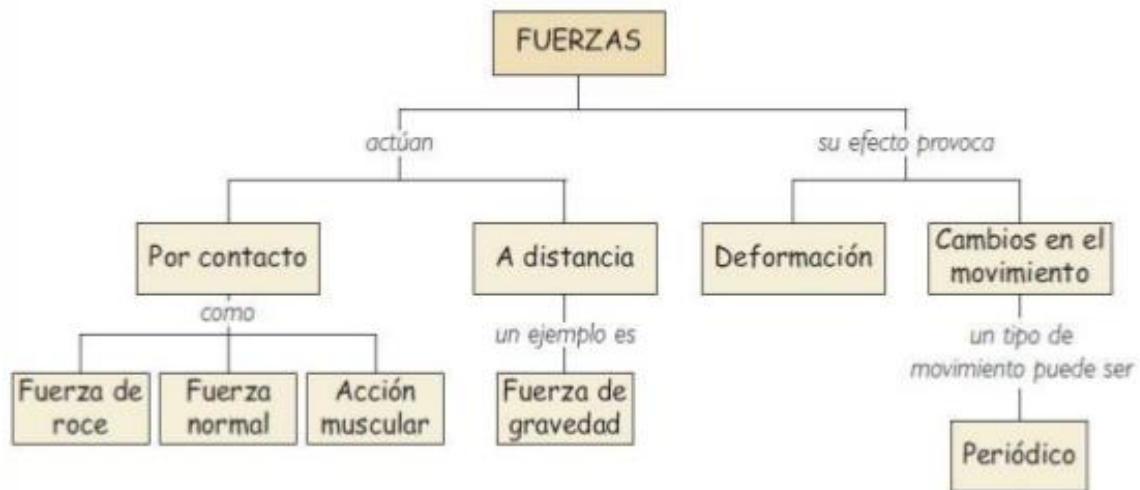 FUERZAS
actúan
su efecto provoca
Por contacto
A distancia
Deformación
Cambios en el
movimiento
como
un ejemplo es
un tipo de
movimiento puede ser
Fuerza de
roce
Fuerza
normal
Acción
muscular
Fuerza de
gravedad
Periódico